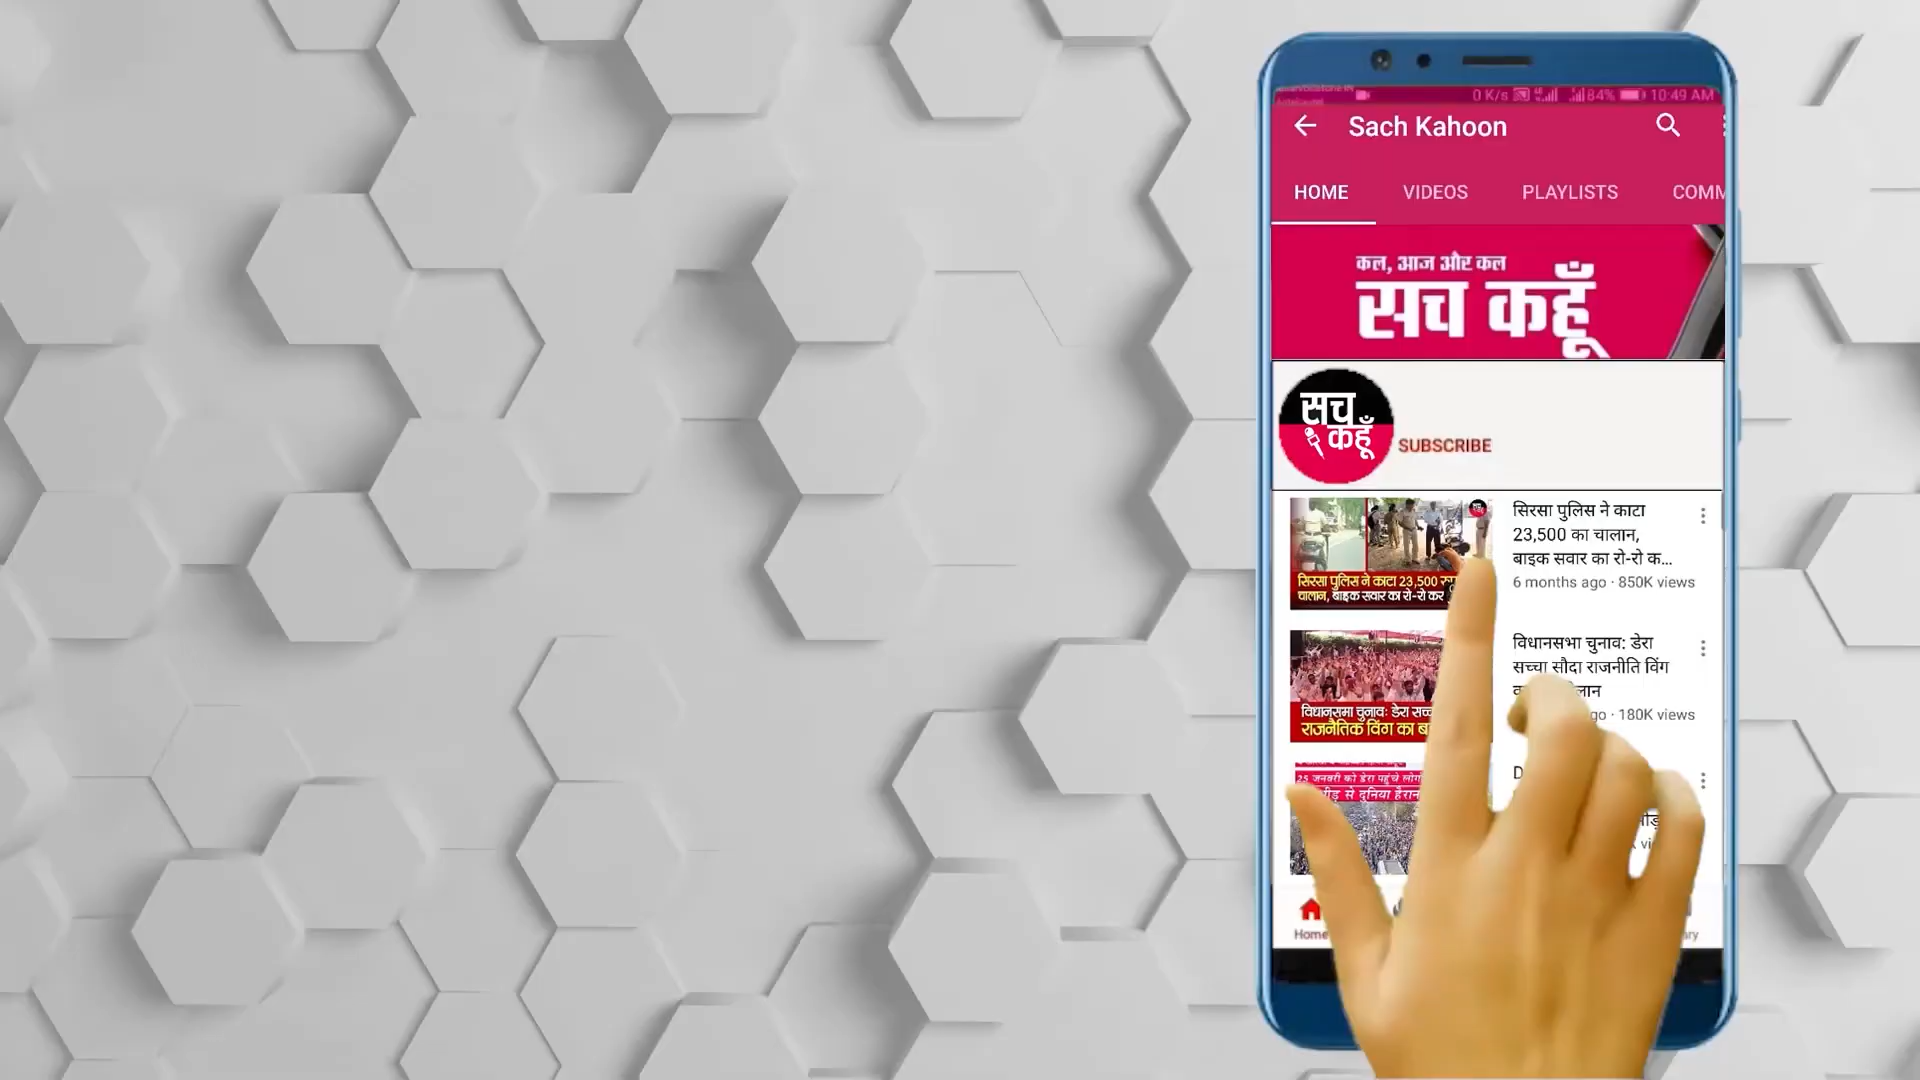 0 K/s 84% 10:49 AM
Sach Kahoon
HOME VIDEOS PLAYLISTS COMM
कल, आज और कल
सच कहूँ
सच
कहूँ
SUBSCRIBE
सिरसा पुलिस ने काटा 23,500
चालान, बाइक सवार का रो-रो कर
सिरसा पुलिस ने काटा
23,500 का चालान,
बाइक सवार का रो-रो क...
6 months ago · 850K views
विधानसभा चुनाव: डेरा
राजनैतिक विंग का
विधानसभा चुनाव: डेरा
सच्चा सौदा राजनीति विंग
180K views
25 जनवरी को डेरा पहुंचे
से दुनिया
Home